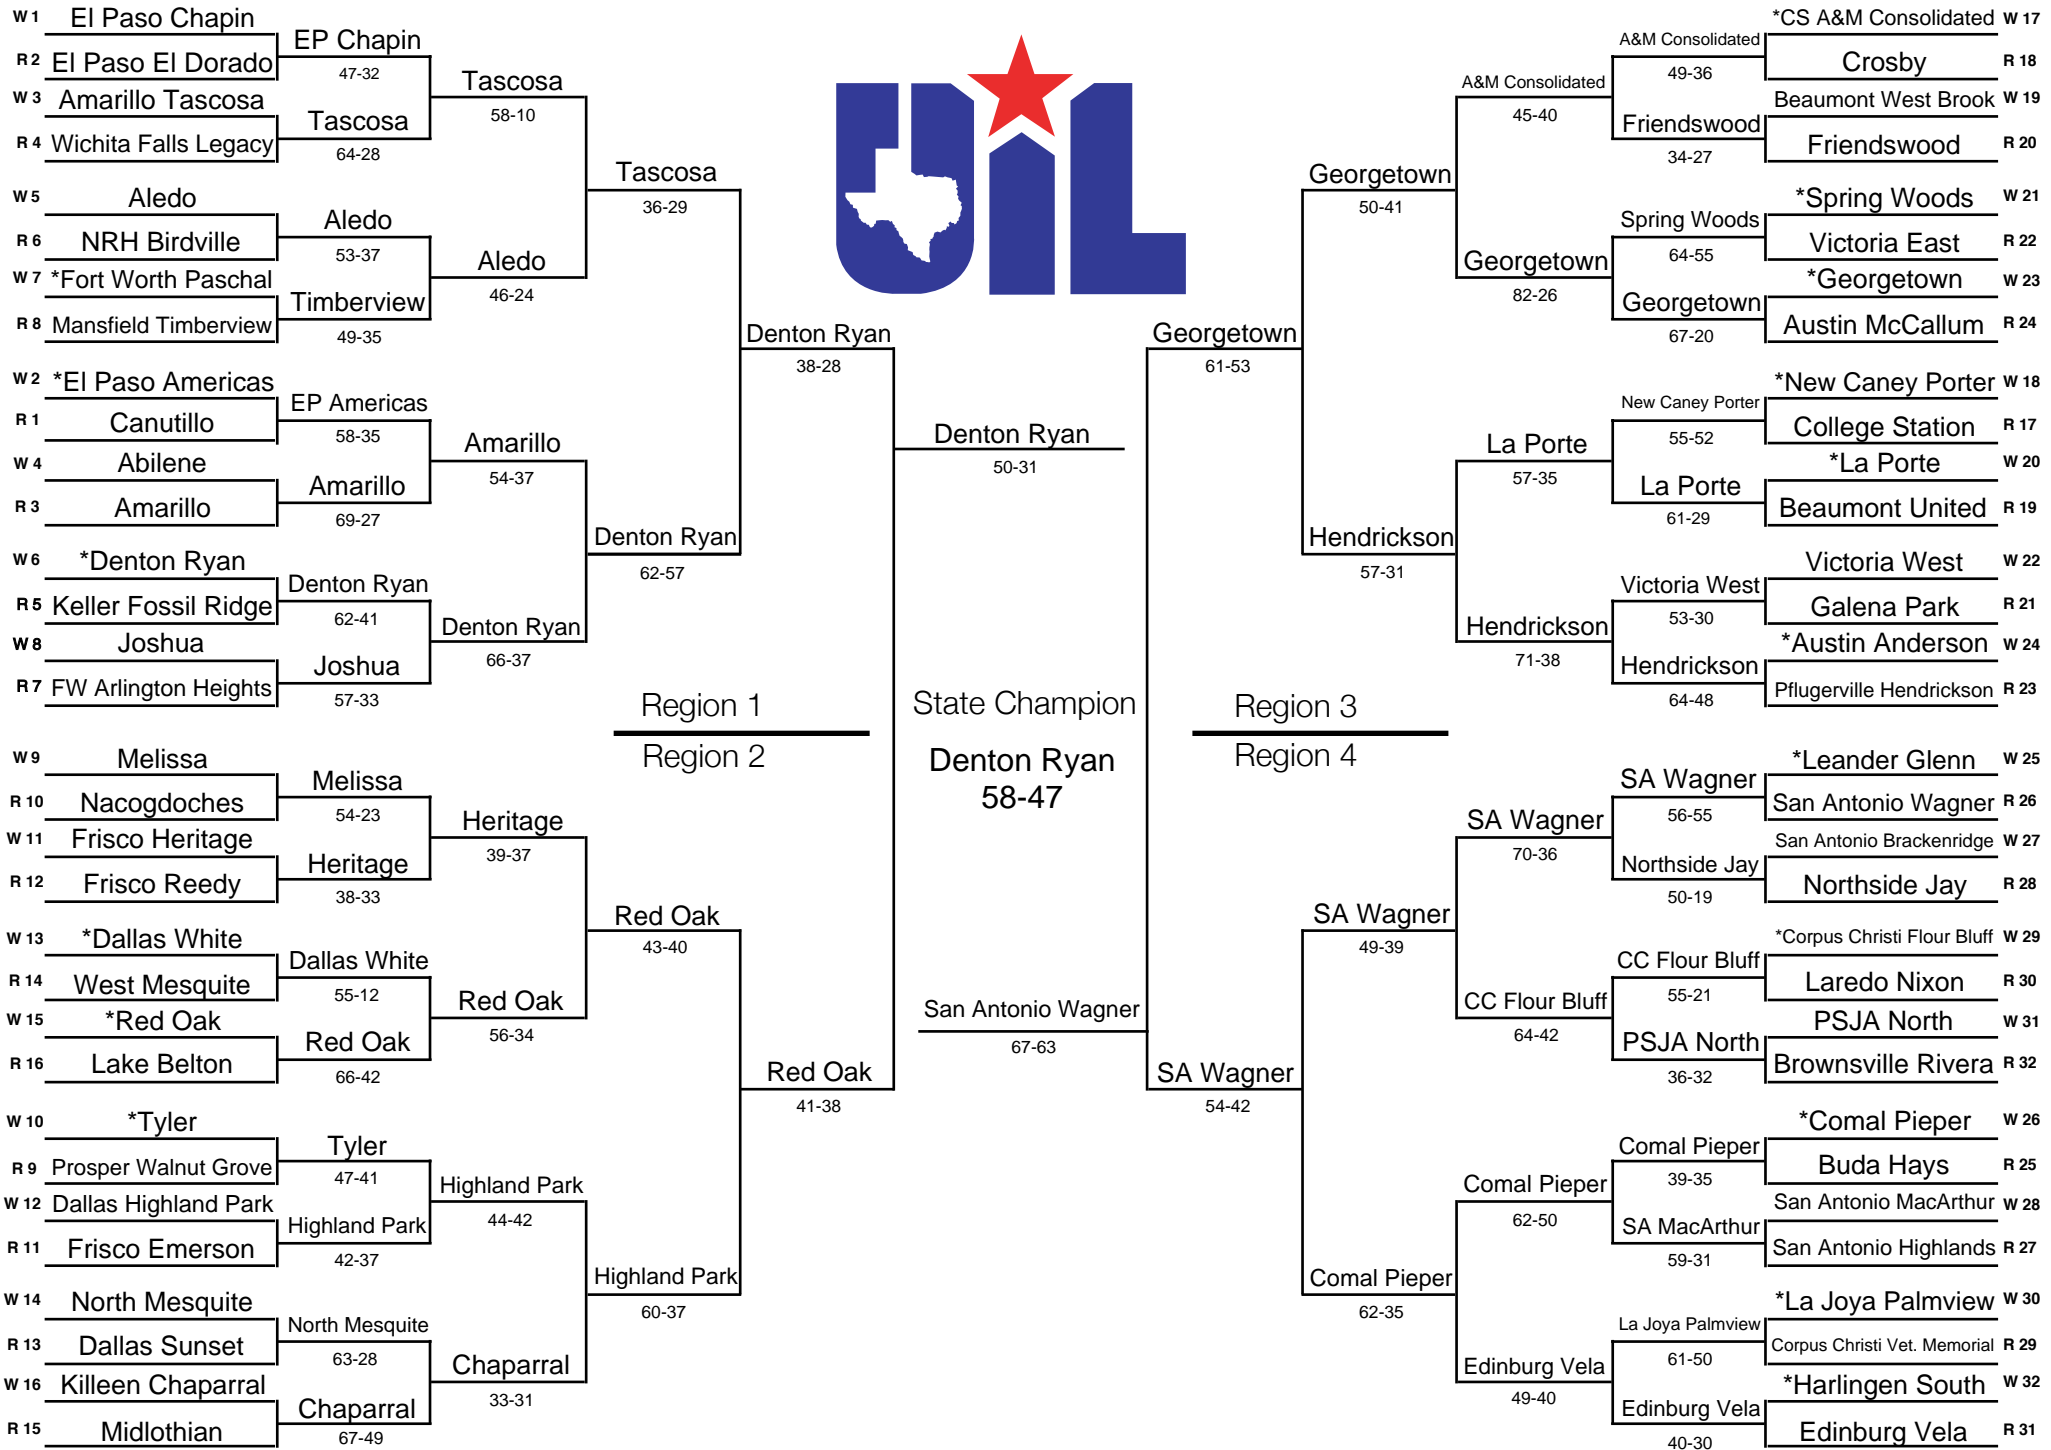 W 1 El Paso Chapin
R 2 El Paso El Dorado
W 3 Amarillo Tascosa
R 4 Wichita Falls Legacy
W 5 Aledo
R 6 NRH Birdville
W 7 *Fort Worth Paschal
R 8 Mansfield Timberview
W 2 *El Paso Americas
R 1 Canutillo
W 4 Abilene
R 3 Amarillo
W 6 *Denton Ryan
R 5 Keller Fossil Ridge
W 8 Joshua
R 7 FW Arlington Heights
W 9 Melissa
R 10 Nacogdoches
W 11 Frisco Heritage
R 12 Frisco Reedy
W 13 *Dallas White
R 14 West Mesquite
W 15 *Red Oak
R 16 Lake Belton
W 10 *Tyler
R 9 Prosper Walnut Grove
W 12 Dallas Highland Park
R 11 Frisco Emerson
W 14 North Mesquite
R 13 Dallas Sunset
W 16 Killeen Chaparral
R 15 Midlothian
EP Chapin
47-32
Tascosa
64-28
Aledo
53-37
Timberview
49-35
EP Americas
58-35
Amarillo
69-27
Denton Ryan
62-41
Joshua
57-33
Melissa
54-23
Heritage
38-33
Dallas White
55-12
Red Oak
66-42
Tyler
47-41
Highland Park
42-37
North Mesquite
63-28
Chaparral
67-49
Tascosa
58-10
Aledo
46-24
Amarillo
54-37
Denton Ryan
66-37
Heritage
39-37
Red Oak
56-34
Highland Park
44-42
Chaparral
33-31
Tascosa
36-29
Denton Ryan
62-57
Red Oak
43-40
Highland Park
60-37
Denton Ryan
38-28
Red Oak
41-38
Region 1
Region 2
UIL
Denton Ryan
50-31
State Champion
Denton Ryan
58-47
San Antonio Wagner
67-63
Region 3
Region 4
Georgetown
61-53
SA Wagner
54-42
Georgetown
50-41
Hendrickson
57-31
SA Wagner
49-39
Comal Pieper
62-35
A&M Consolidated
45-40
Georgetown
82-26
La Porte
57-35
Hendrickson
71-38
SA Wagner
70-36
CC Flour Bluff
64-42
Comal Pieper
62-50
Edinburg Vela
49-40
A&M Consolidated
49-36
Friendswood
34-27
Spring Woods
64-55
Georgetown
67-20
New Caney Porter
55-52
La Porte
61-29
Victoria West
53-30
Hendrickson
64-48
SA Wagner
56-55
Northside Jay
50-19
CC Flour Bluff
55-21
PSJA North
36-32
Comal Pieper
39-35
SA MacArthur
59-31
La Joya Palmview
61-50
Edinburg Vela
40-30
*CS A&M Consolidated W 17
Crosby R 18
Beaumont West Brook W 19
Friendswood R 20
*Spring Woods W 21
Victoria East R 22
*Georgetown W 23
Austin McCallum R 24
*New Caney Porter W 18
College Station R 17
*La Porte W 20
Beaumont United R 19
Victoria West W 22
Galena Park R 21
*Austin Anderson W 24
Pflugerville Hendrickson R 23
*Leander Glenn W 25
San Antonio Wagner R 26
San Antonio Brackenridge W 27
Northside Jay R 28
*Corpus Christi Flour Bluff W 29
Laredo Nixon R 30
PSJA North W 31
Brownsville Rivera R 32
*Comal Pieper W 26
Buda Hays R 25
San Antonio MacArthur W 28
San Antonio Highlands R 27
*La Joya Palmview W 30
Corpus Christi Vet. Memorial R 29
*Harlingen South W 32
Edinburg Vela R 31